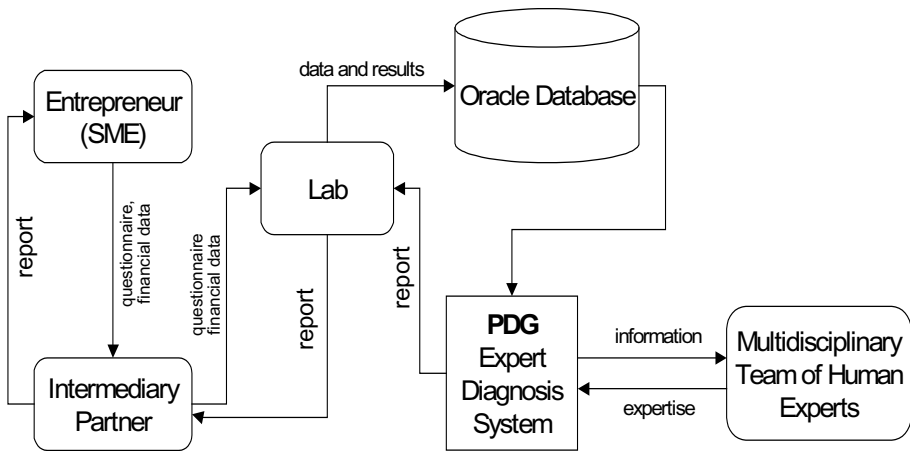 data and results
Oracle Database
Entrepreneur
(SME)
Lab
report
questionnaire,
financial data
questionnaire
financial data
report
report
PDG
Expert
Diagnosis
System
information
expertise
Multidisciplinary
Team of Human
Experts
Intermediary
Partner